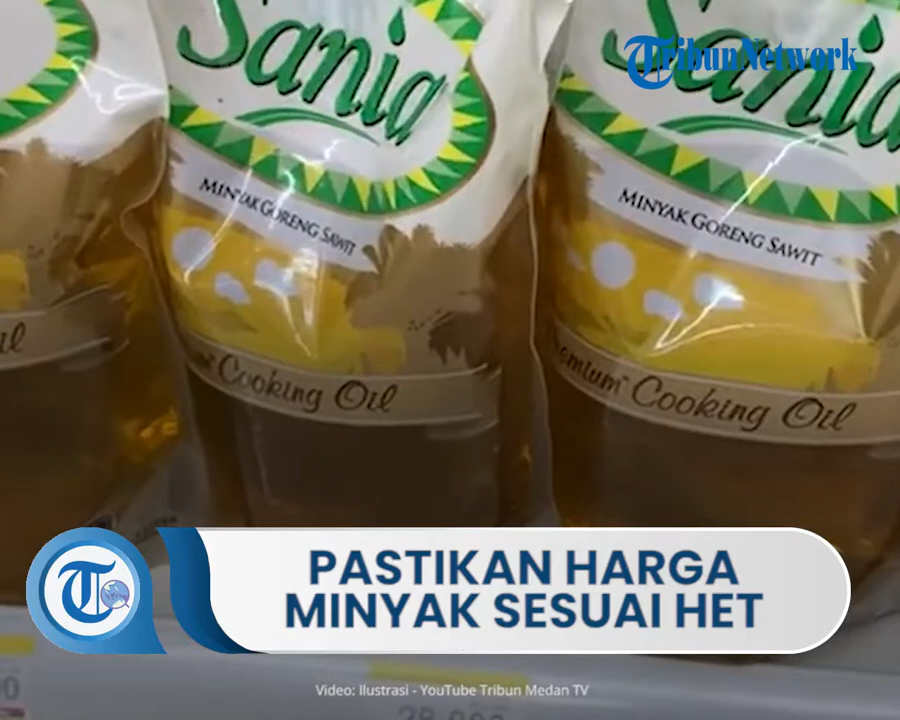 Sania
TribunNetwork
Sania
MINYAK GORENG SAWIT
MINYAK GORENG SAWIT
Cooking Oil
Premium™ Cooking Oil
PASTIKAN HARGA
MINYAK SESUAI HET
Video: Ilustrasi - YouTube Tribun Medan TV